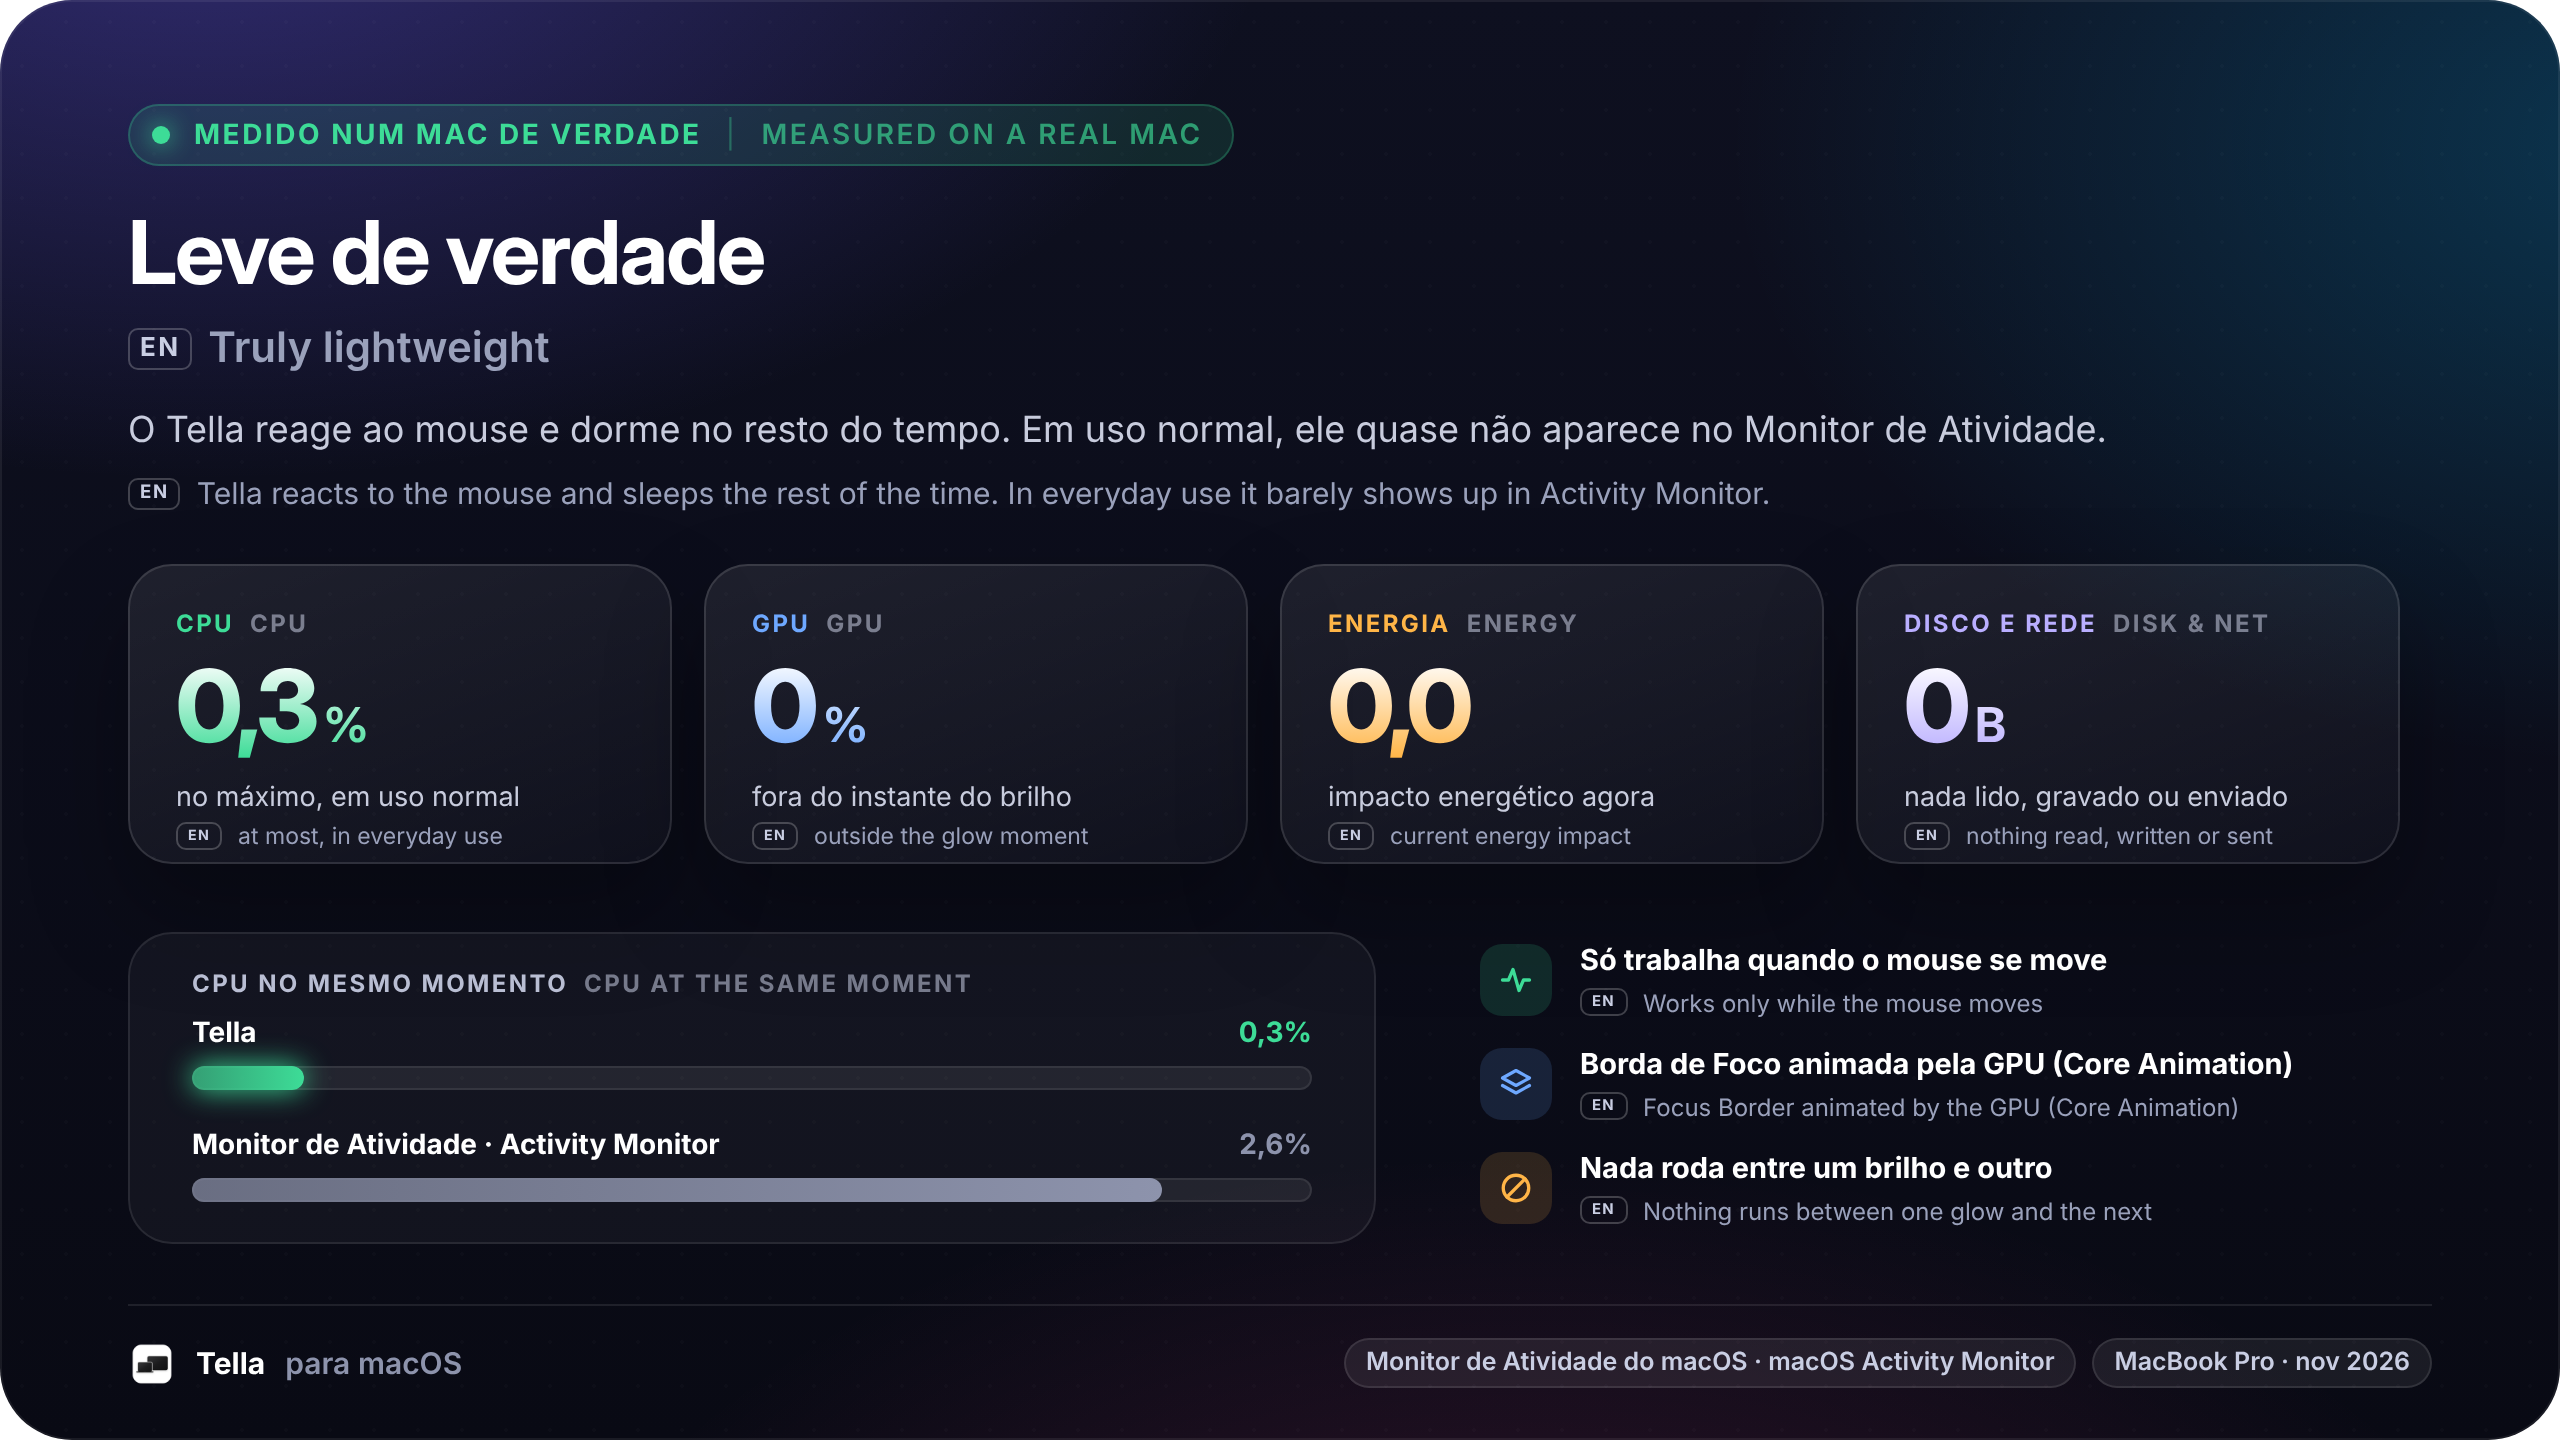 MEDIDO NUM MAC DE VERDADE | MEASURED ON A REAL MAC
Leve de verdade
EN Truly lightweight
O Tella reage ao mouse e dorme no resto do tempo. Em uso normal, ele quase não aparece no Monitor de Atividade.
EN Tella reacts to the mouse and sleeps the rest of the time. In everyday use it barely shows up in Activity Monitor.
CPU CPU
0,3%
no máximo, em uso normal
EN at most, in everyday use
GPU GPU
0%
fora do instante do brilho
EN outside the glow moment
ENERGIA ENERGY
0,0
impacto energético agora
EN current energy impact
DISCO E REDE DISK & NET
0B
nada lido, gravado ou enviado
EN nothing read, written or sent
CPU NO MESMO MOMENTO CPU AT THE SAME MOMENT
Tella 0,3%
Monitor de Atividade · Activity Monitor 2,6%
Só trabalha quando o mouse se move
EN Works only while the mouse moves
Borda de Foco animada pela GPU (Core Animation)
EN Focus Border animated by the GPU (Core Animation)
Nada roda entre um brilho e outro
EN Nothing runs between one glow and the next
Tella para macOS
Monitor de Atividade do macOS · macOS Activity Monitor
MacBook Pro · nov 2026